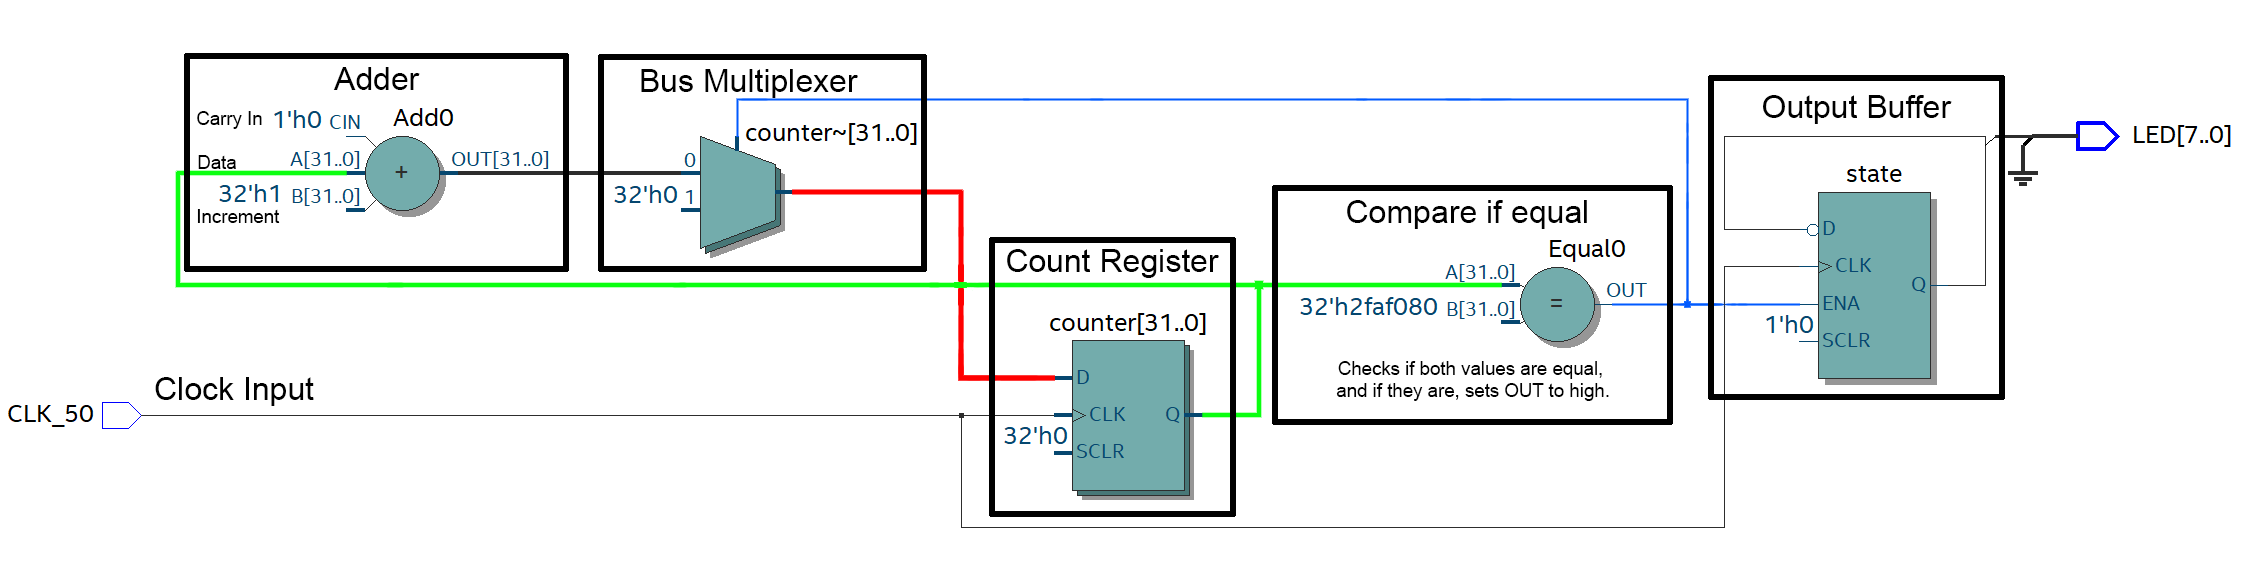 Adder
Carry In 1'h0 CIN
Add0
Data A[31..0]
OUT[31..0]
+
32'h1 B[31..0]
Increment
Bus Multiplexer
counter~[31..0]
0
32'h0 1
Count Register
counter[31..0]
D
CLK
Q
32'h0
SCLR
Compare if equal
Equal0
A[31..0]
OUT
=
32'h2faf080 B[31..0]
Checks if both values are equal,
and if they are, sets OUT to high.
Output Buffer
state
D
CLK
Q
ENA
1'h0
SCLR
LED[7..0]
Clock Input
CLK_50